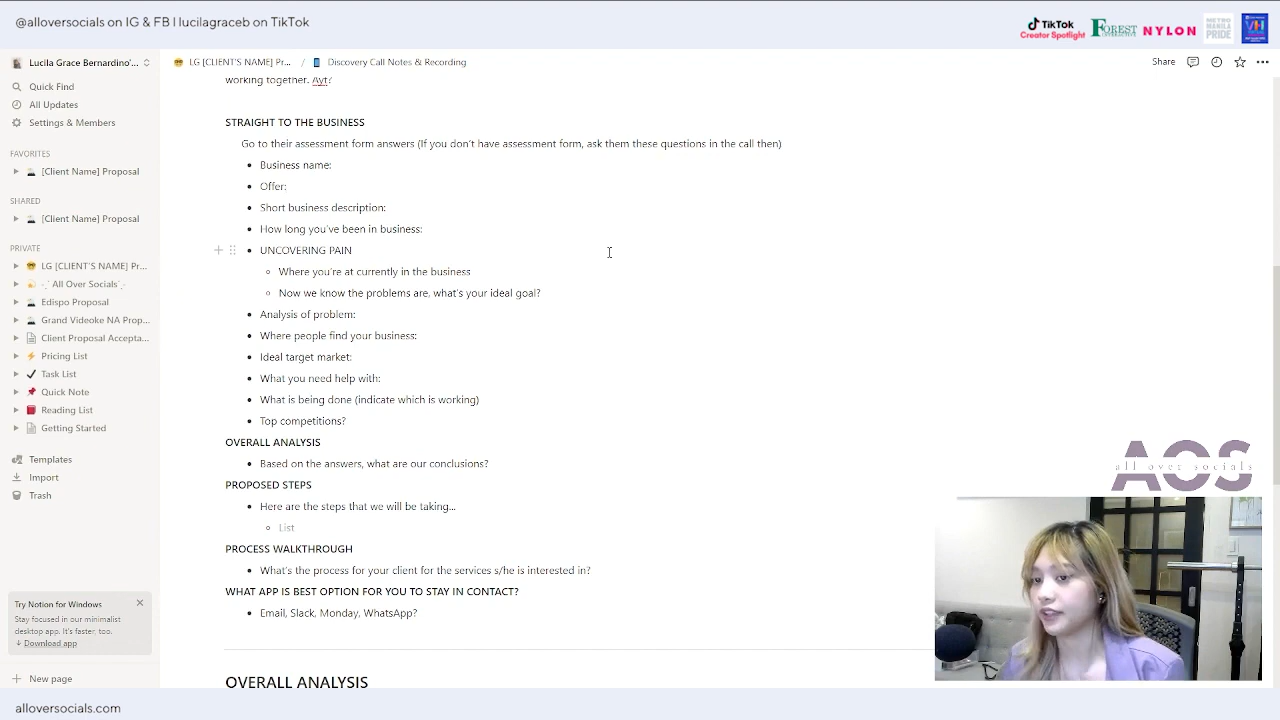 @alloversocials on IG & FB l lucilagraceb on TikTok
TikTok
Creator Spotlight
FOREST
INTERACTIVE
NYLON
METRO
MANILA
PRIDE
Lucila Grace Bernardino'...
LG [CLIENT'S NAME] Pr... / Discovery Call Notes & Recording
Share
Quick Find
All Updates
Settings & Members
FAVORITES
[Client Name] Proposal
SHARED
[Client Name] Proposal
PRIVATE
LG [CLIENT'S NAME] Pr...
All Over Socials
Edispo Proposal
Grand Videoke NA Prop...
Client Proposal Accepta...
Pricing List
Task List
Quick Note
Reading List
Getting Started
Templates
Import
Trash
Try Notion for Windows
Stay focused in our minimalist
desktop app. It's faster, too.
↓ Download app
New page
working together. Ayt?
STRAIGHT TO THE BUSINESS
Go to their assessment form answers (If you don't have assessment form, ask them these questions in the call then)
Business name:
Offer:
Short business description:
How long you've been in business:
UNCOVERING PAIN
Where you're at currently in the business
Now we know the problems are, what's your ideal goal?
Analysis of problem:
Where people find your business:
Ideal target market:
What you need help with:
What is being done (indicate which is working)
Top competitions?
OVERALL ANALYSIS
Based on the answers, what are our conclusions?
PROPOSED STEPS
Here are the steps that we will be taking...
List
PROCESS WALKTHROUGH
What's the process for your client for the services s/he is interested in?
WHAT APP IS BEST OPTION FOR YOU TO STAY IN CONTACT?
Email, Slack, Monday, WhatsApp?
OVERALL ANALYSIS
AOS
all over socials
alloversocials.com